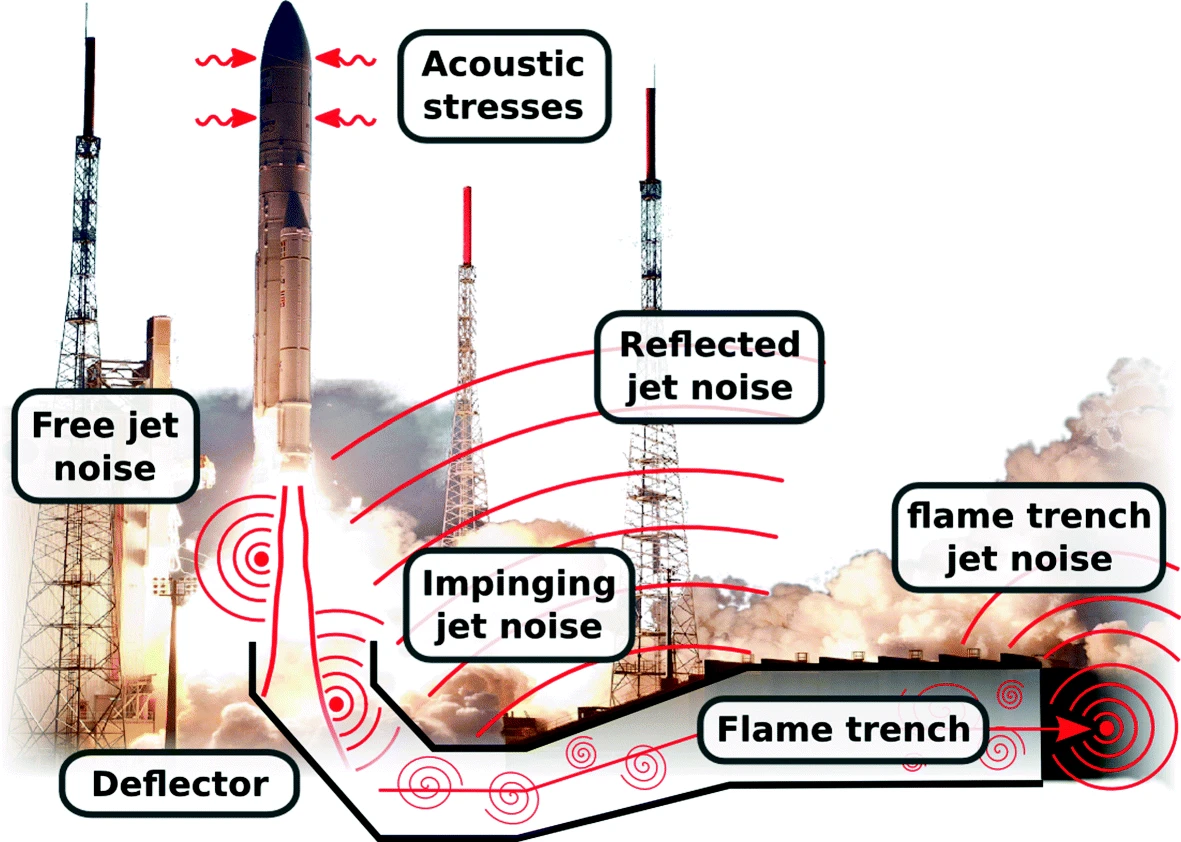 Acoustic
stresses
Reflected
jet noise
Free jet
noise
flame trench
jet noise
Impinging
jet noise
Flame trench
Deflector